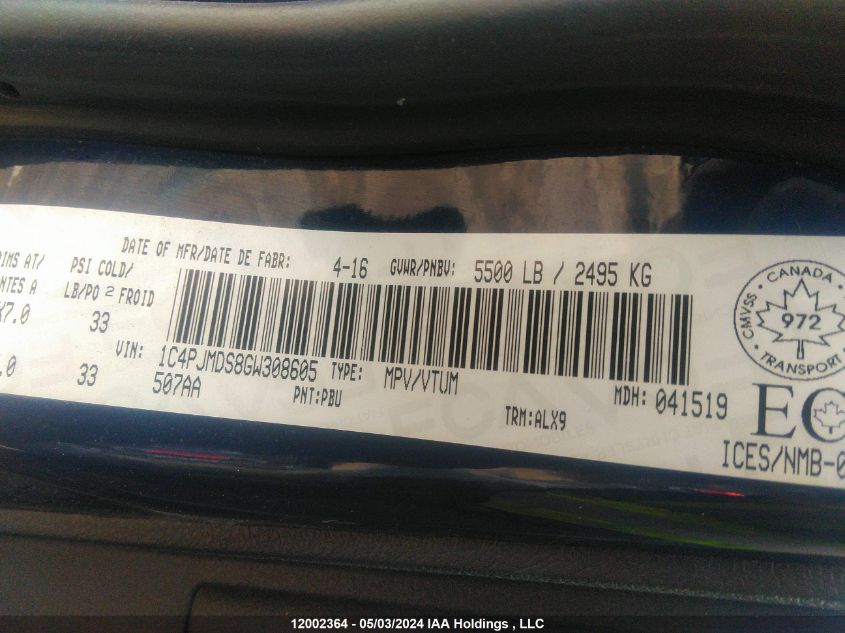 DATE OF MFR/DATE DE FABR: 4-16 GVWR/PNBV: 5500 LB / 2495 KG
RIMS AT/ PSI COLD/
NTES A LB/PO 2 FROID
X7.0 33
.0 33
VIN: 1C4PJMDS8GW308605 TYPE: MPV/VTUM MDH: 041519
507AA PNT:PBU TRM:ALX9
CANADA
CMVSS
972
TRANSPORT
EC
ICES/NMB-0
12002364 - 05/03/2024 IAA Holdings , LLC